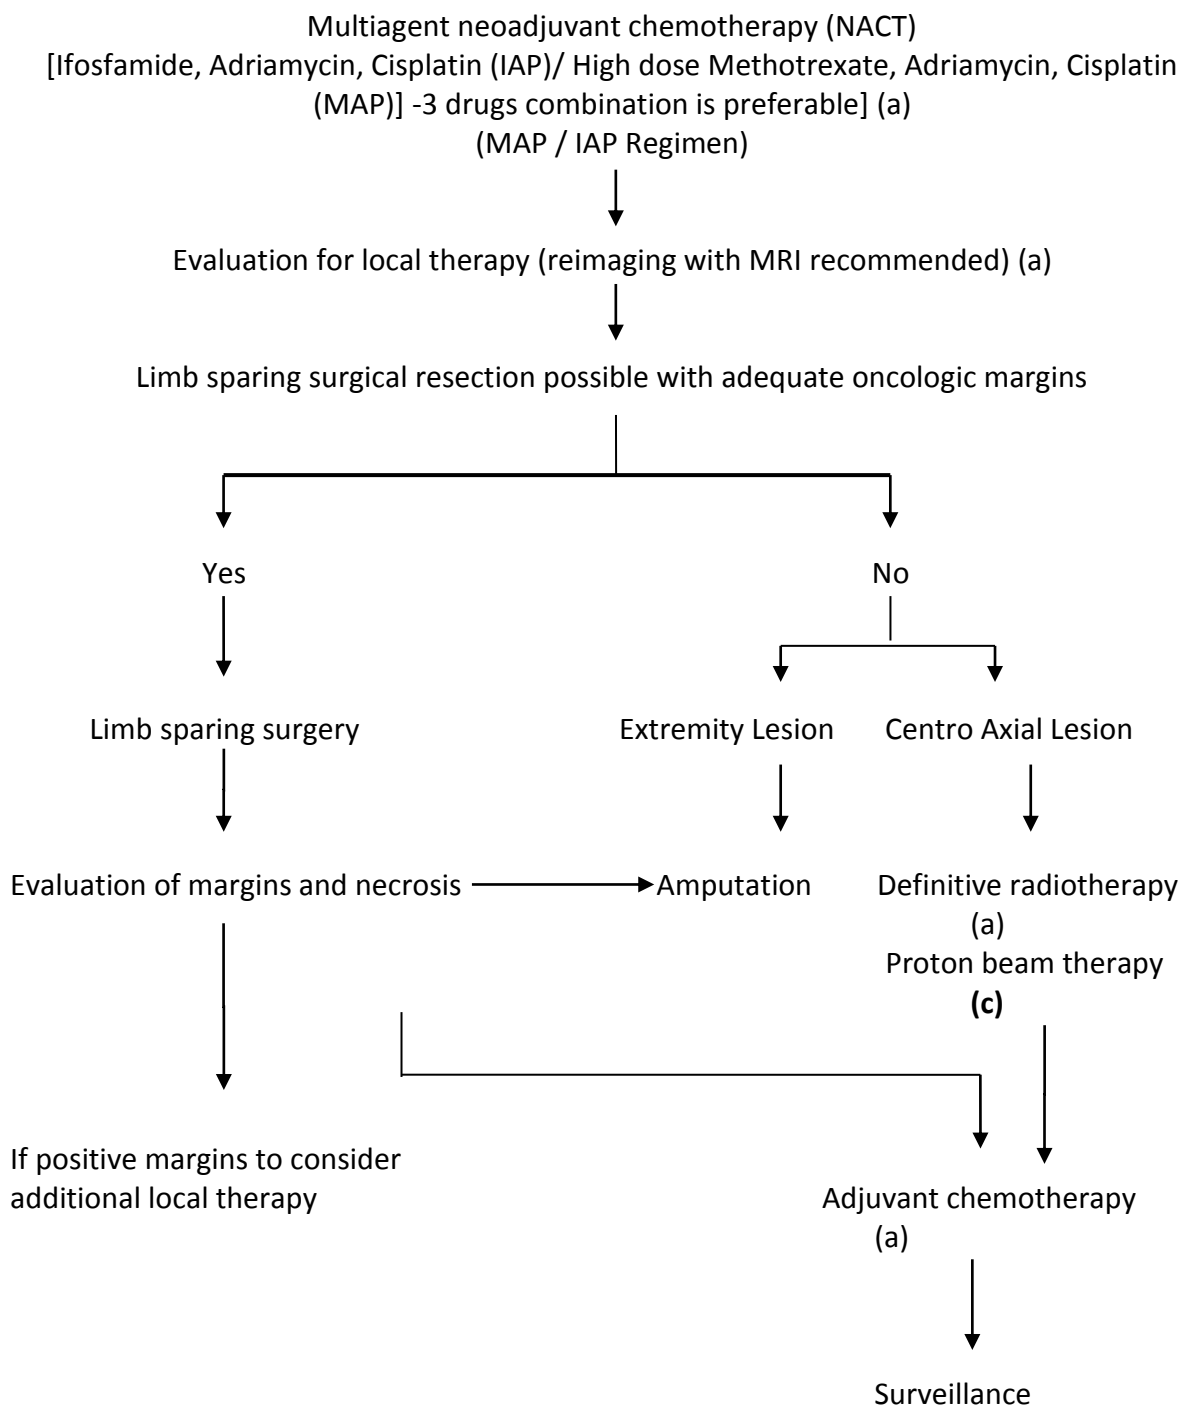 Multiagent neoadjuvant chemotherapy (NACT)
[Ifosfamide, Adriamycin, Cisplatin (IAP)/ High dose Methotrexate, Adriamycin, Cisplatin
(MAP)] -3 drugs combination is preferable] (a)
(MAP / IAP Regimen)
Evaluation for local therapy (reimaging with MRI recommended) (a)
Limb sparing surgical resection possible with adequate oncologic margins
Yes
No
Limb sparing surgery
Extremity Lesion
Centro Axial Lesion
Evaluation of margins and necrosis
Amputation
Definitive radiotherapy
(a)
Proton beam therapy
(c)
If positive margins to consider
additional local therapy
Adjuvant chemotherapy
(a)
Surveillance